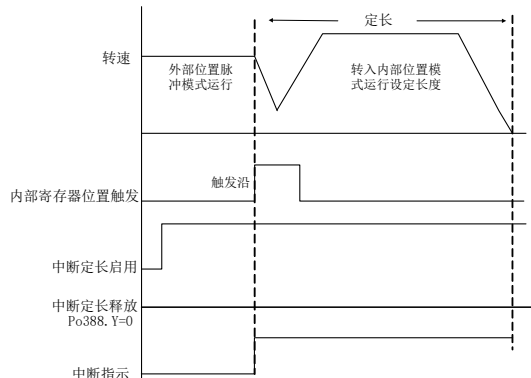 定长
转速
外部位置脉
冲模式运行
转入内部位置模
式运行设定长度
触发沿
内部寄存器位置触发
中断定长启用
中断定长释放
Po388.Y=0
中断指示